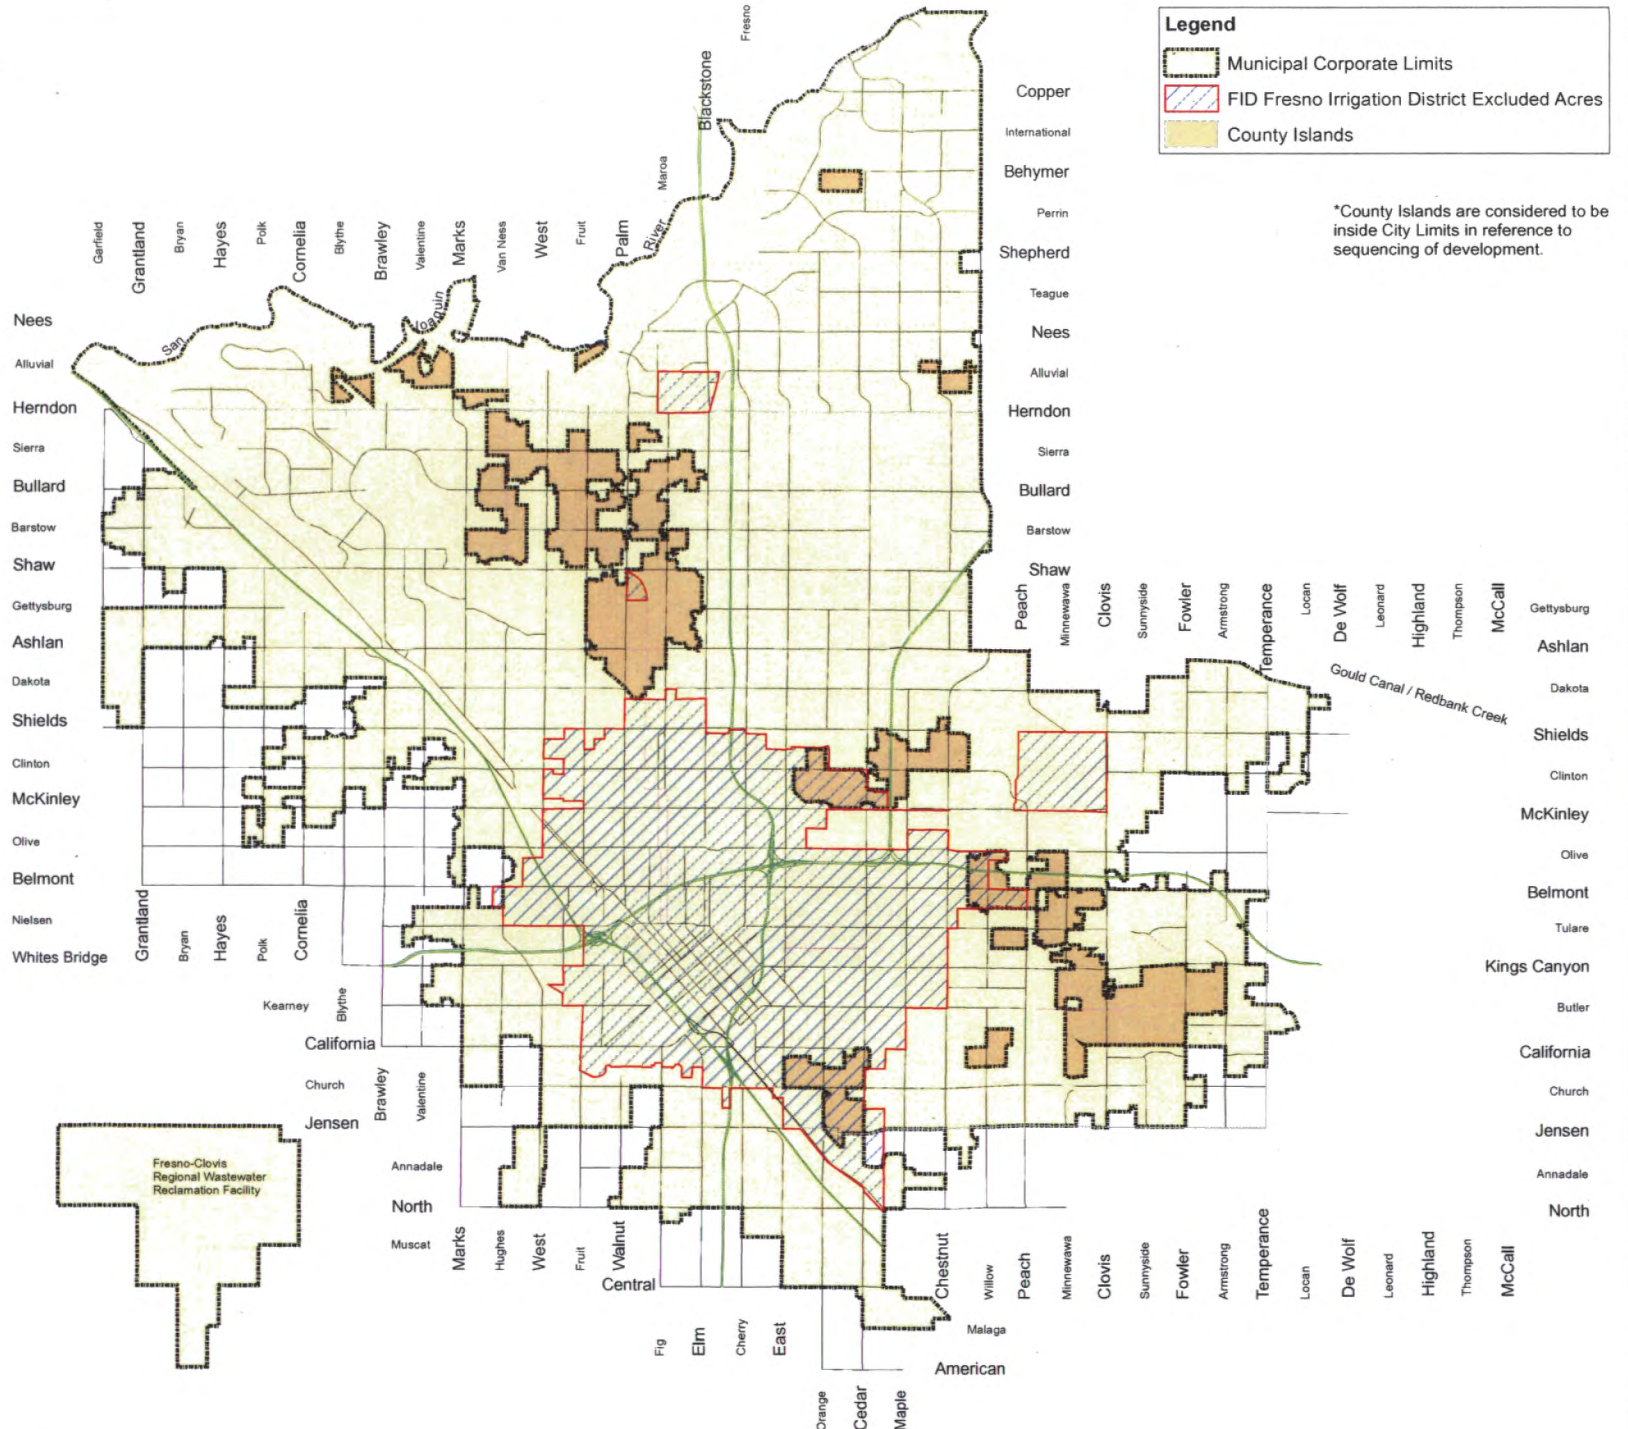 Fresno
Blackstone
Maroa
River
Legend
Municipal Corporate Limits
FID Fresno Irrigation District Excluded Acres
County Islands
*County Islands are considered to be
inside City Limits in reference to
sequencing of development.
Copper
International
Behymer
Perrin
Shepherd
Teague
Nees
Alluvial
Herndon
Sierra
Bullard
Barstow
Shaw
Garfield
Grantland
Bryan
Hayes
Polk
Cornelia
Blythe
Brawley
Valentine
Marks
Van Ness
West
Fruit
Palm
San
Joaquin
Nees
Alluvial
Herndon
Sierra
Bullard
Barstow
Shaw
Gettysburg
Ashlan
Dakota
Shields
Clinton
McKinley
Olive
Belmont
Nielsen
Whites Bridge
Peach
Minnewawa
Clovis
Sunnyside
Fowler
Armstrong
Temperance
Locan
De Wolf
Leonard
Highland
Thompson
McCall
Gettysburg
Ashlan
Dakota
Gould Canal / Redbank Creek
Shields
Clinton
McKinley
Olive
Belmont
Tulare
Kings Canyon
Butler
California
Church
Jensen
Annadale
North
Grantland
Bryan
Hayes
Polk
Cornelia
Kearney
Blythe
California
Church
Brawley
Valentine
Jensen
Annadale
North
Muscat
Fresno-Clovis
Regional Wastewater
Reclamation Facility
Marks
Hughes
West
Fruit
Walnut
Central
Fig
Elm
Cherry
East
Orange
Cedar
Maple
Chestnut
Willow
Peach
Minnewawa
Clovis
Sunnyside
Fowler
Armstrong
Temperance
Locan
De Wolf
Leonard
Highland
Thompson
McCall
Malaga
American